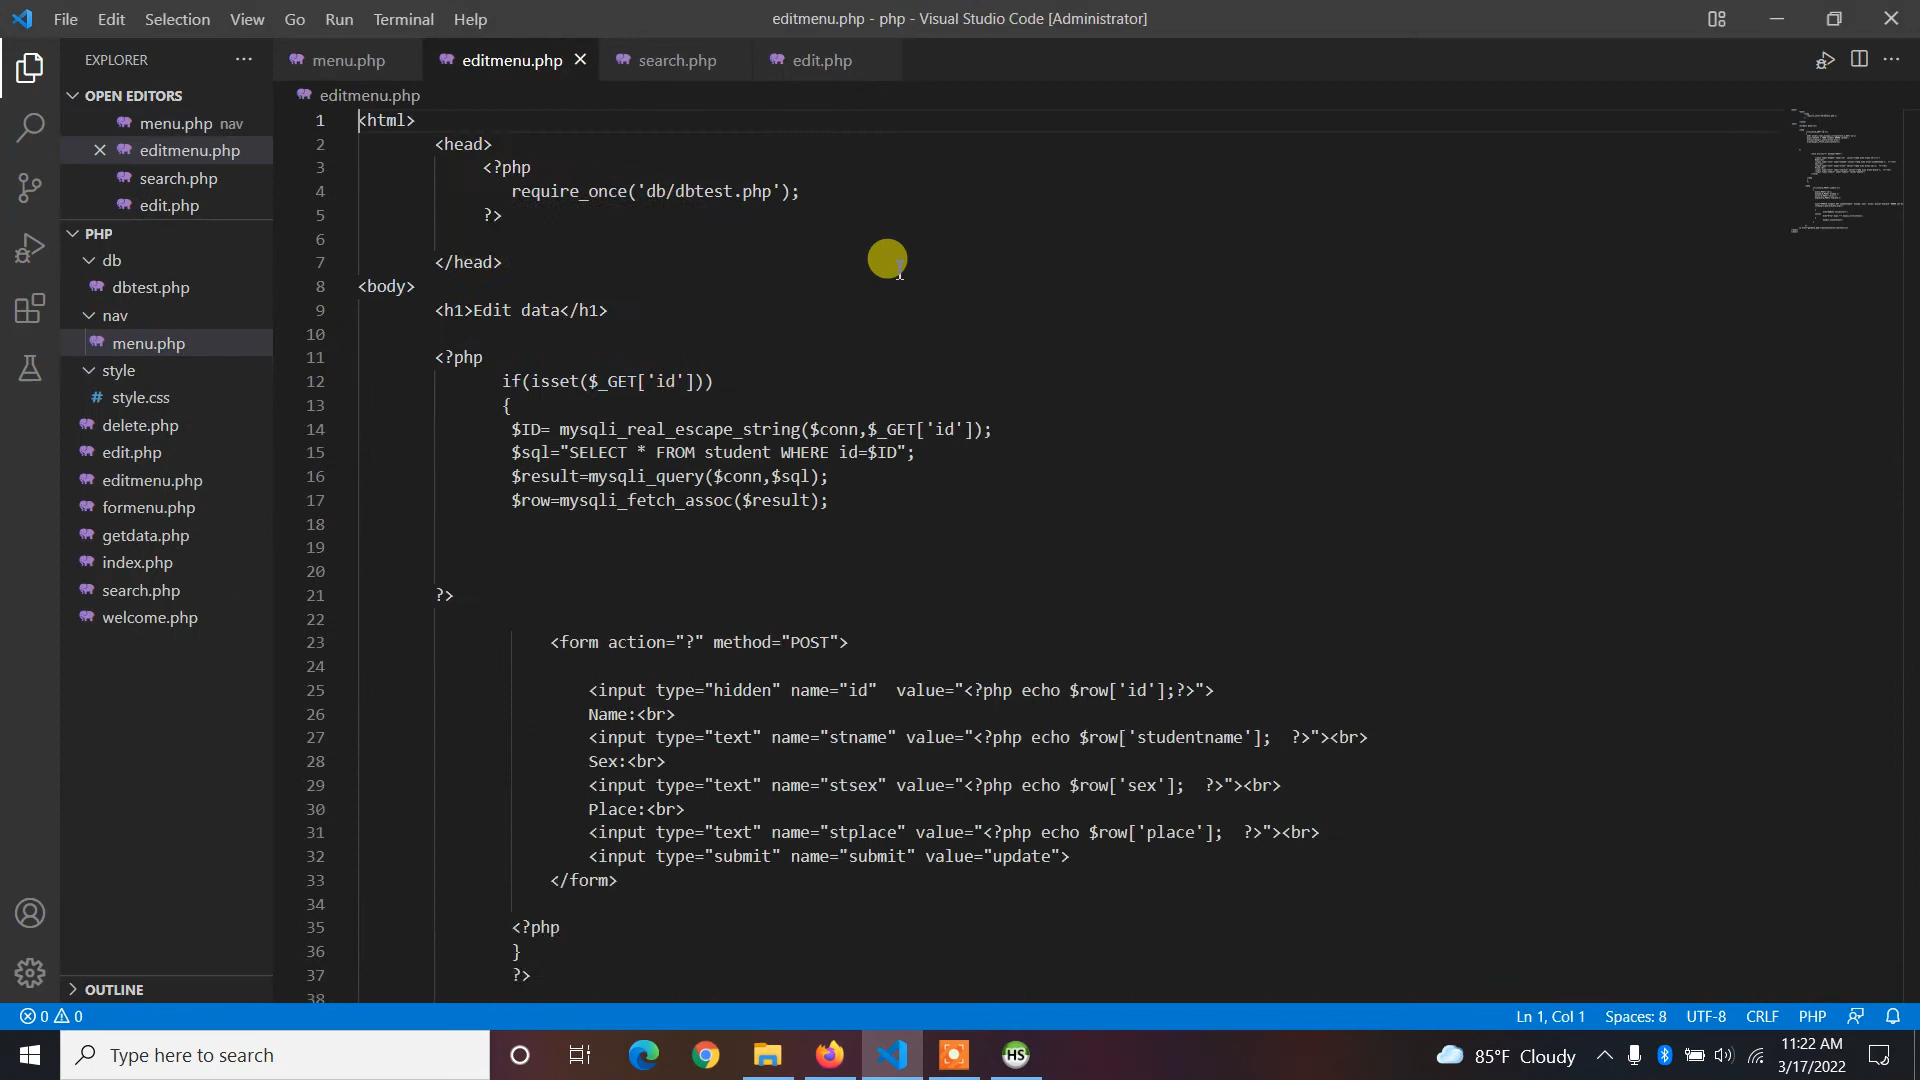 File Edit Selection View Go Run Terminal Help
editmenu.php - php - Visual Studio Code [Administrator]
EXPLORER
menu.php
editmenu.php
search.php
edit.php
OPEN EDITORS
menu.php nav
editmenu.php
search.php
edit.php
PHP
db
dbtest.php
nav
menu.php
style
style.css
delete.php
edit.php
editmenu.php
formenu.php
getdata.php
index.php
search.php
welcome.php
OUTLINE
editmenu.php
1 <html>
2 <head>
3 <?php
4 require_once('db/dbtest.php');
5 ?>
6
7 </head>
8 <body>
9 <h1>Edit data</h1>
10
11 <?php
12 if(isset($_GET['id']))
13 {
14 $ID= mysqli_real_escape_string($conn,$_GET['id']);
15 $sql="SELECT * FROM student WHERE id=$ID";
16 $result=mysqli_query($conn,$sql);
17 $row=mysqli_fetch_assoc($result);
18
19
20
21 ?>
22
23 <form action="?" method="POST">
24
25 <input type="hidden" name="id"  value="<?php echo $row['id'];?>">
26 Name:<br>
27 <input type="text" name="stname" value="<?php echo $row['studentname'];  ?>"><br>
28 Sex:<br>
29 <input type="text" name="stsex" value="<?php echo $row['sex'];  ?>"><br>
30 Place:<br>
31 <input type="text" name="stplace" value="<?php echo $row['place'];  ?>"><br>
32 <input type="submit" name="submit" value="update">
33 </form>
34
35 <?php
36 }
37 ?>
38
0 0
Ln 1, Col 1 Spaces: 8 UTF-8 CRLF PHP
Type here to search
HS
85°F Cloudy
11:22 AM
3/17/2022